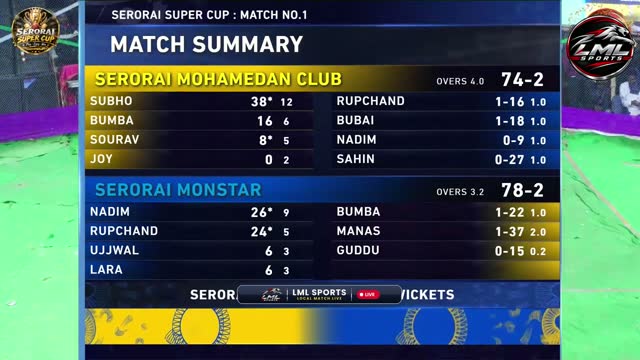 SERORAI SUPER CUP : MATCH NO.1
MATCH SUMMARY
SERORAI MOHAMEDAN CLUB OVERS 4.0 74-2
SUBHO 38* 12 RUPCHAND 1-16 1.0
BUMBA 16 6 BUBAI 1-18 1.0
SOURAV 8* 5 NADIM 0-9 1.0
JOY 0 2 SAHIN 0-27 1.0
SERORAI MONSTAR OVERS 3.2 78-2
NADIM 26* 9 BUMBA 1-22 1.0
RUPCHAND 24* 5 MANAS 1-37 2.0
UJJWAL 6 3 GUDDU 0-15 0.2
LARA 6 3
LML SPORTS
LOCAL MATCH LIVE
LIVE
SERORAI
SUPER CUP
LML
SPORTS